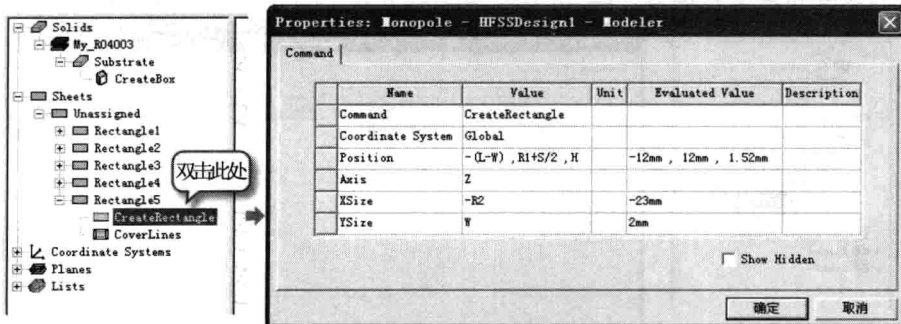 Solids
My_RO4003
Substrate
CreateBox
Sheets
Unassigned
Rectangle1
Rectangle2
Rectangle3
Rectangle4
Rectangle5
CreateRectangle
CoverLines
Coordinate Systems
Planes
Lists
双击此处
Properties: Monopole - HFSSDesign1 - Modeler
Command
Name Value Unit Evaluated Value Description
Command CreateRectangle
Coordinate System Global
Position -(L-W) ,R1+S/2 ,H -12mm , 12mm , 1.52mm
Axis Z
XSize -R2 -23mm
YSize W 2mm
Show Hidden
确定 取消